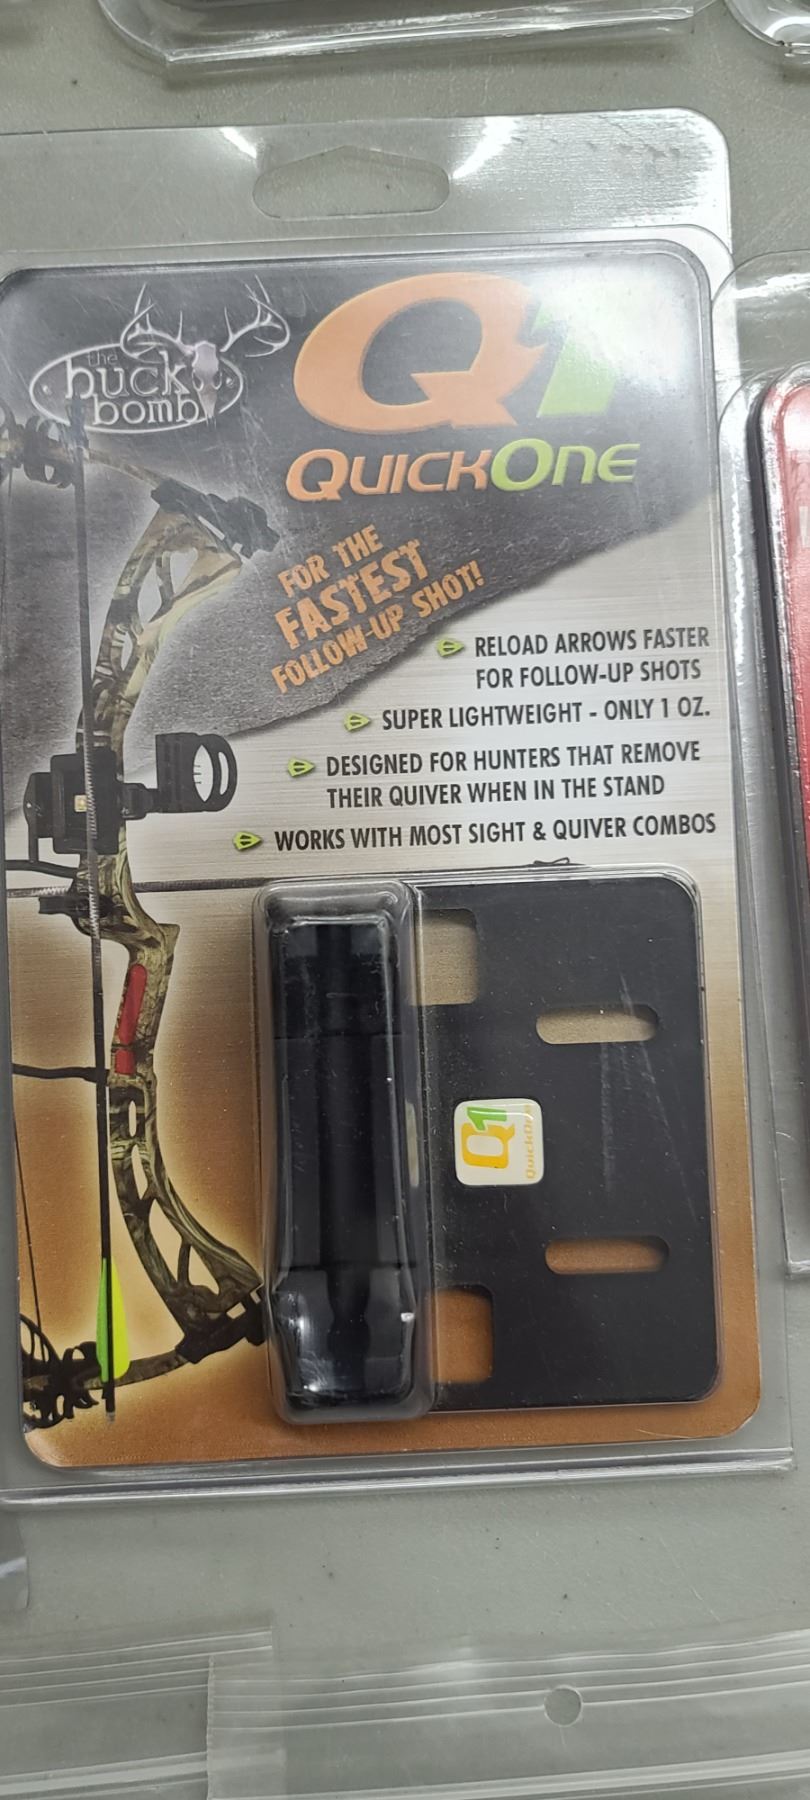 the
buck
bomb
Q1
QUICKONE
FOR THE
FASTEST
FOLLOW-UP SHOT!
RELOAD ARROWS FASTER
FOR FOLLOW-UP SHOTS
SUPER LIGHTWEIGHT - ONLY 1 OZ.
DESIGNED FOR HUNTERS THAT REMOVE
THEIR QUIVER WHEN IN THE STAND
WORKS WITH MOST SIGHT & QUIVER COMBOS
Q1
QuickOne